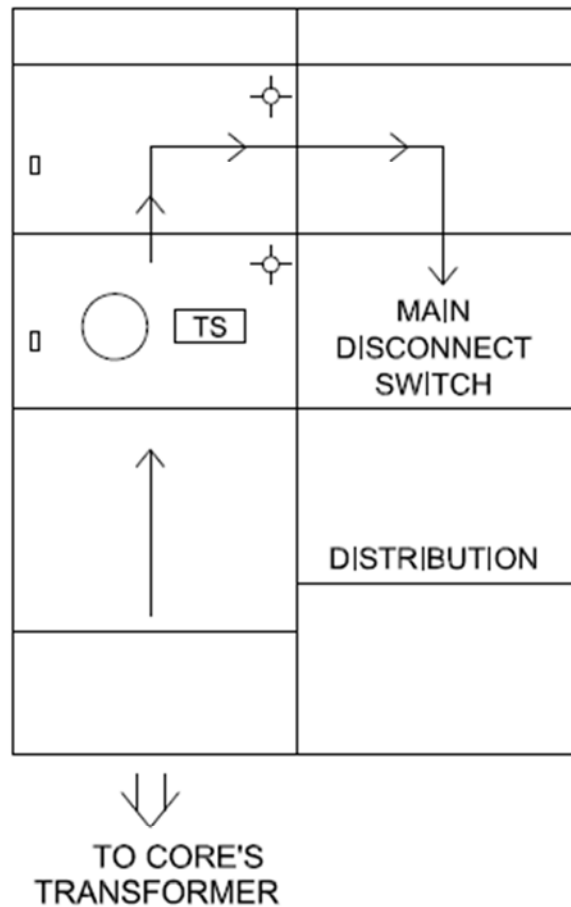 TS
MAIN
DISCONNECT
SWITCH
DISTRIBUTION
TO CORE'S
TRANSFORMER